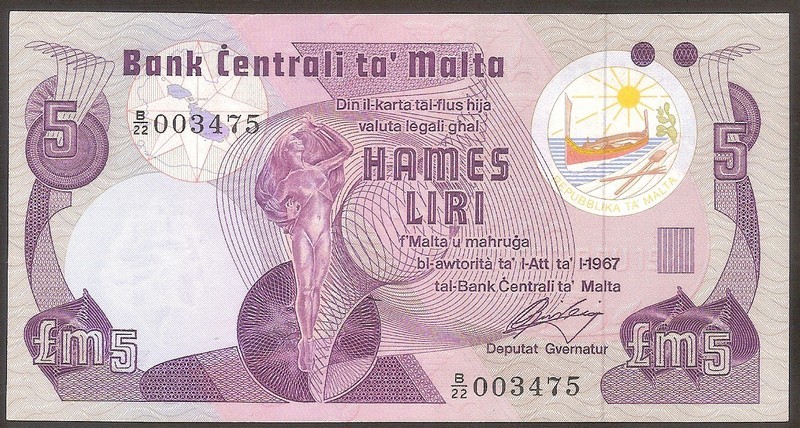 Bank Ċentrali ta' Malta
5
B/22 003475
Din il-karta tal-flus hija
valuta legali għal
HAMES
LIRI
f'Malta u maħruġa
bl-awtorità ta' l-Att ta' l-1967
tal-Bank Ċentrali ta' Malta
Deputat Gvernatur
REPUBBLIKA TA' MALTA
5
£m5
£m5
B/22 003475